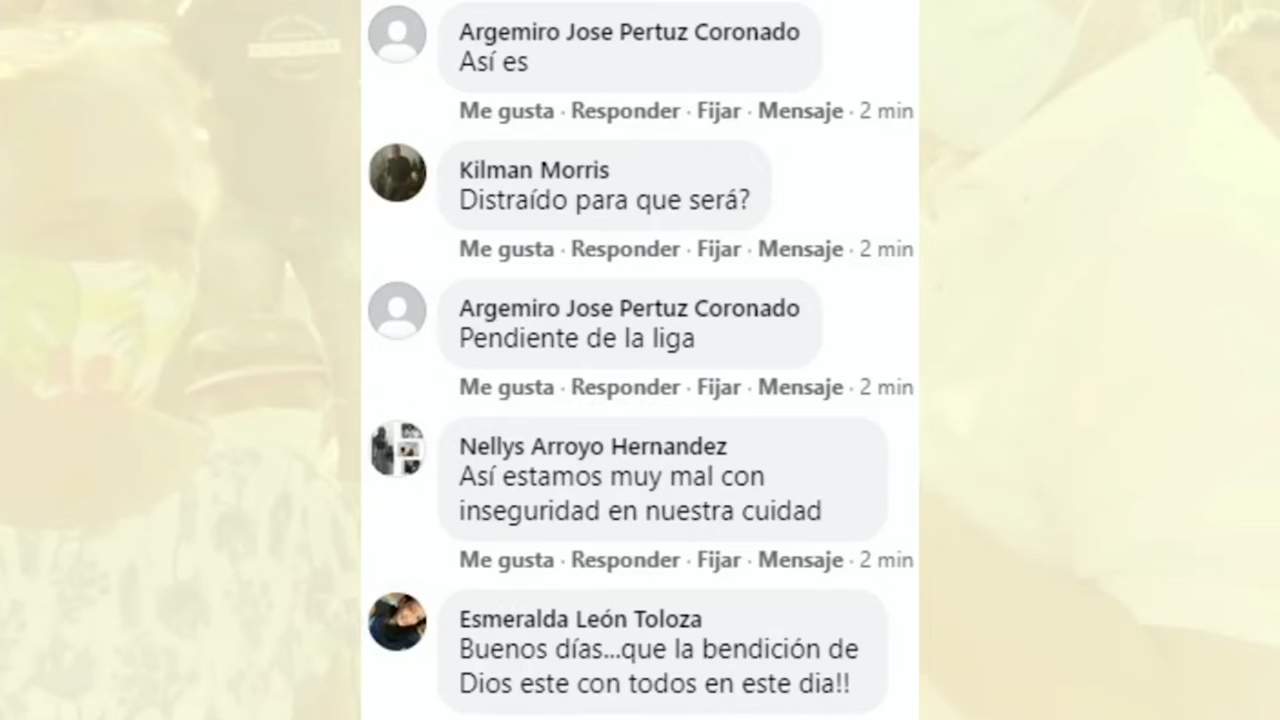 Argemiro Jose Pertuz Coronado
Así es
Me gusta · Responder · Fijar · Mensaje · 2 min
Kilman Morris
Distraído para que será?
Me gusta · Responder · Fijar · Mensaje · 2 min
Argemiro Jose Pertuz Coronado
Pendiente de la liga
Me gusta · Responder · Fijar · Mensaje · 2 min
Nellys Arroyo Hernandez
Así estamos muy mal con
inseguridad en nuestra cuidad
Me gusta · Responder · Fijar · Mensaje · 2 min
Esmeralda León Toloza
Buenos días...que la bendición de
Dios este con todos en este dia!!